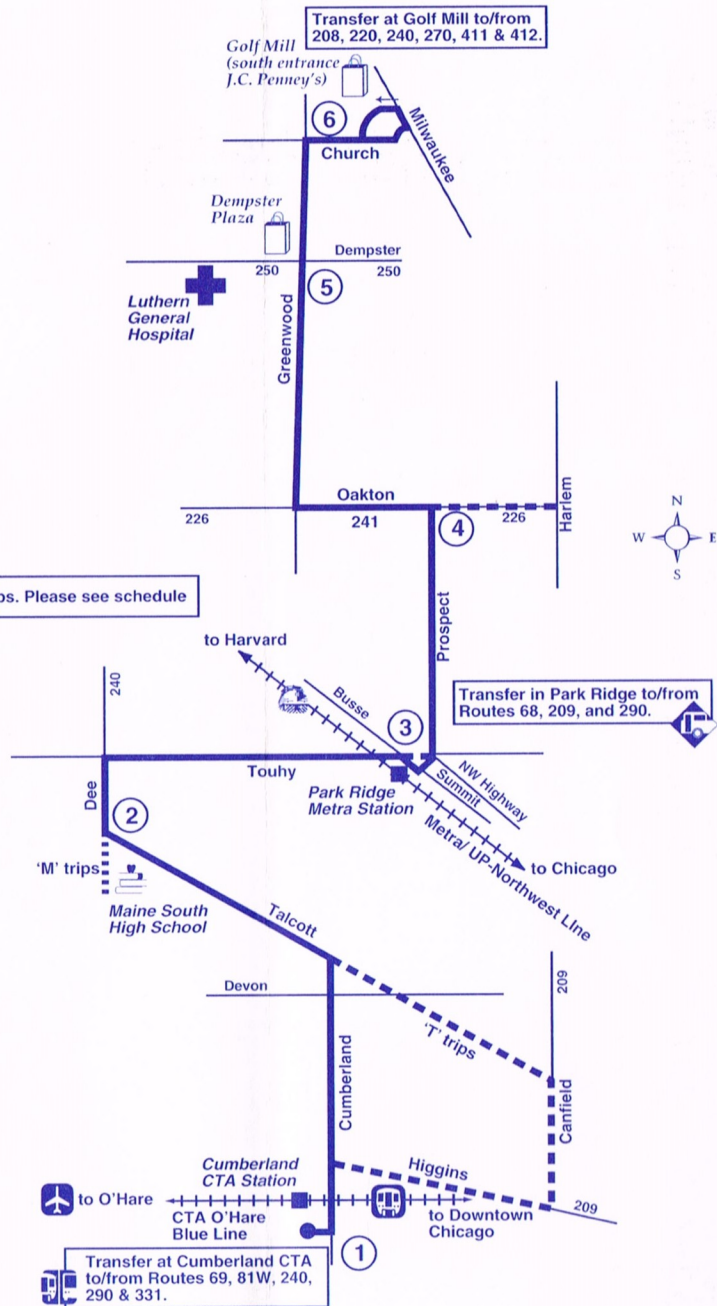 Transfer at Golf Mill to/from
208, 220, 240, 270, 411 & 412.
Golf Mill
(south entrance
J.C. Penney's)
6
Milwaukee
Church
Dempster
Plaza
Dempster
250
250
5
Luthern
General
Hospital
Greenwood
Oakton
226
241
4
226
Harlem
N
W
E
S
ps. Please see schedule
Prospect
to Harvard
240
Busse
Transfer in Park Ridge to/from
Routes 68, 209, and 290.
3
Touhy
NW Highway
Summit
Park Ridge
Metra Station
Dee
2
Metra/ UP-Northwest LIne
to Chicago
'M' trips
Maine South
High School
Talcott
Devon
209
'T' trips
Cumberland
Canfield
Higgins
Cumberland
CTA Station
to O'Hare
209
CTA O'Hare
Blue Line
to Downtown
Chicago
1
Transfer at Cumberland CTA
to/from Routes 69, 81W, 240,
290 & 331.